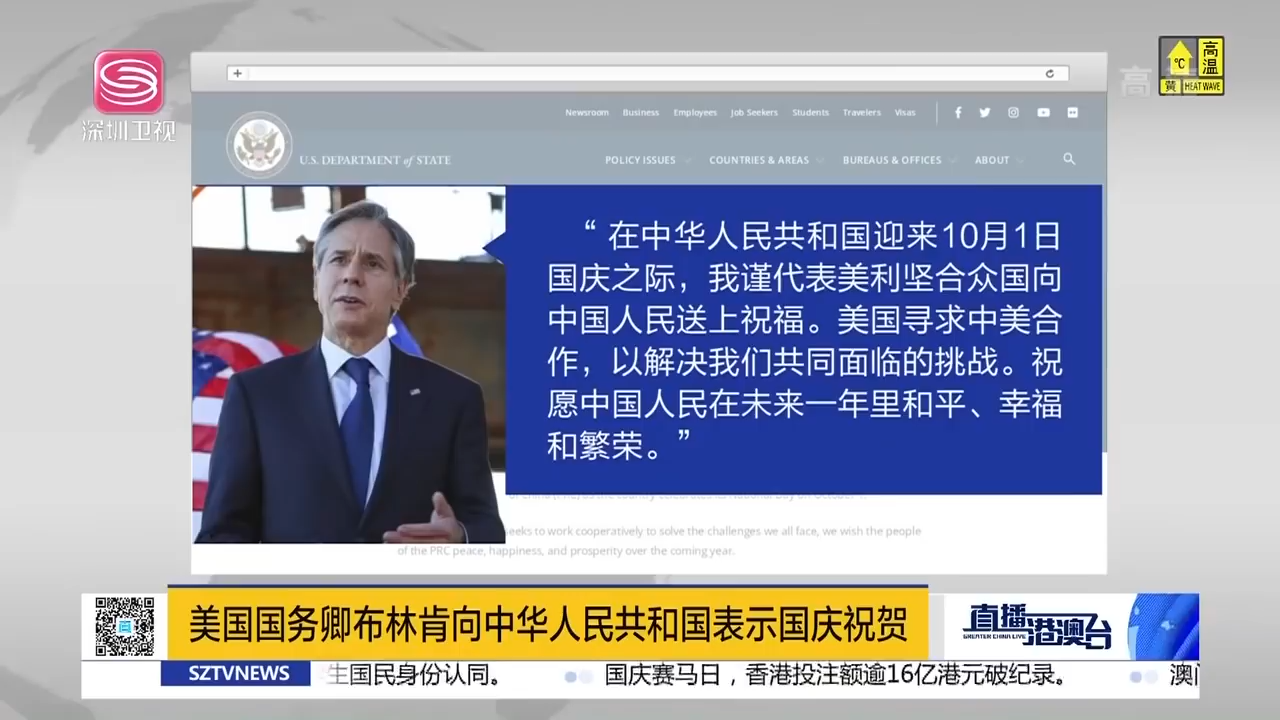 深圳卫视
高温
℃
黄 HEAT WAVE
Newsroom Business Employees Job Seekers Students Travelers Visas
U.S. DEPARTMENT of STATE
POLICY ISSUES COUNTRIES & AREAS BUREAUS & OFFICES ABOUT
“在中华人民共和国迎来10月1日
国庆之际，我谨代表美利坚合众国向
中国人民送上祝福。美国寻求中美合
作，以解决我们共同面临的挑战。祝
愿中国人民在未来一年里和平、幸福
和繁荣。”
seeks to work cooperatively to solve the challenges we all face, we wish the people
of the PRC peace, happiness, and prosperity over the coming year.
美国国务卿布林肯向中华人民共和国表示国庆祝贺
直播港澳台
GREATER CHINA LIVE
SZTVNEWS
生国民身份认同。 国庆赛马日，香港投注额逾16亿港元破纪录。 澳门